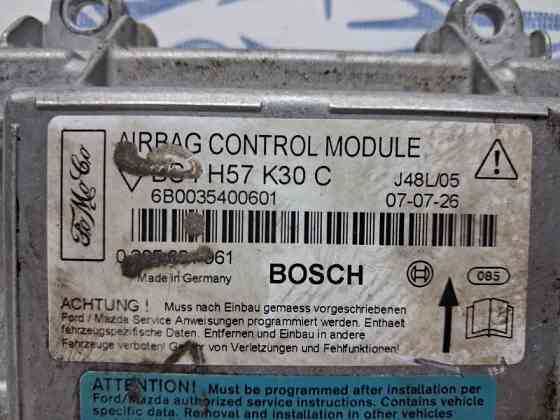 AIRBAG CONTROL MODULE
FoMoCo
H57 K30 C
J48L/05
6B0035400601
07-07-26
961
Made in Germany
BOSCH
085
ACHTUNG ! Muss nach Einbau gemaess vorgeschriebenen
Ford / Mazda Service Anweisungen programmiert werden. Enthaelt
fahrzeugspezifische Daten. Entfernen und Einbau in andere
Fahrzeuge verboten! Gefahr von Verletzungen und Fehlfunktionen!
ATTENTION! Must be programmed after installation per
Ford/Mazda authorized service instructions. Contains vehicle
specific data. Removal and installation in other